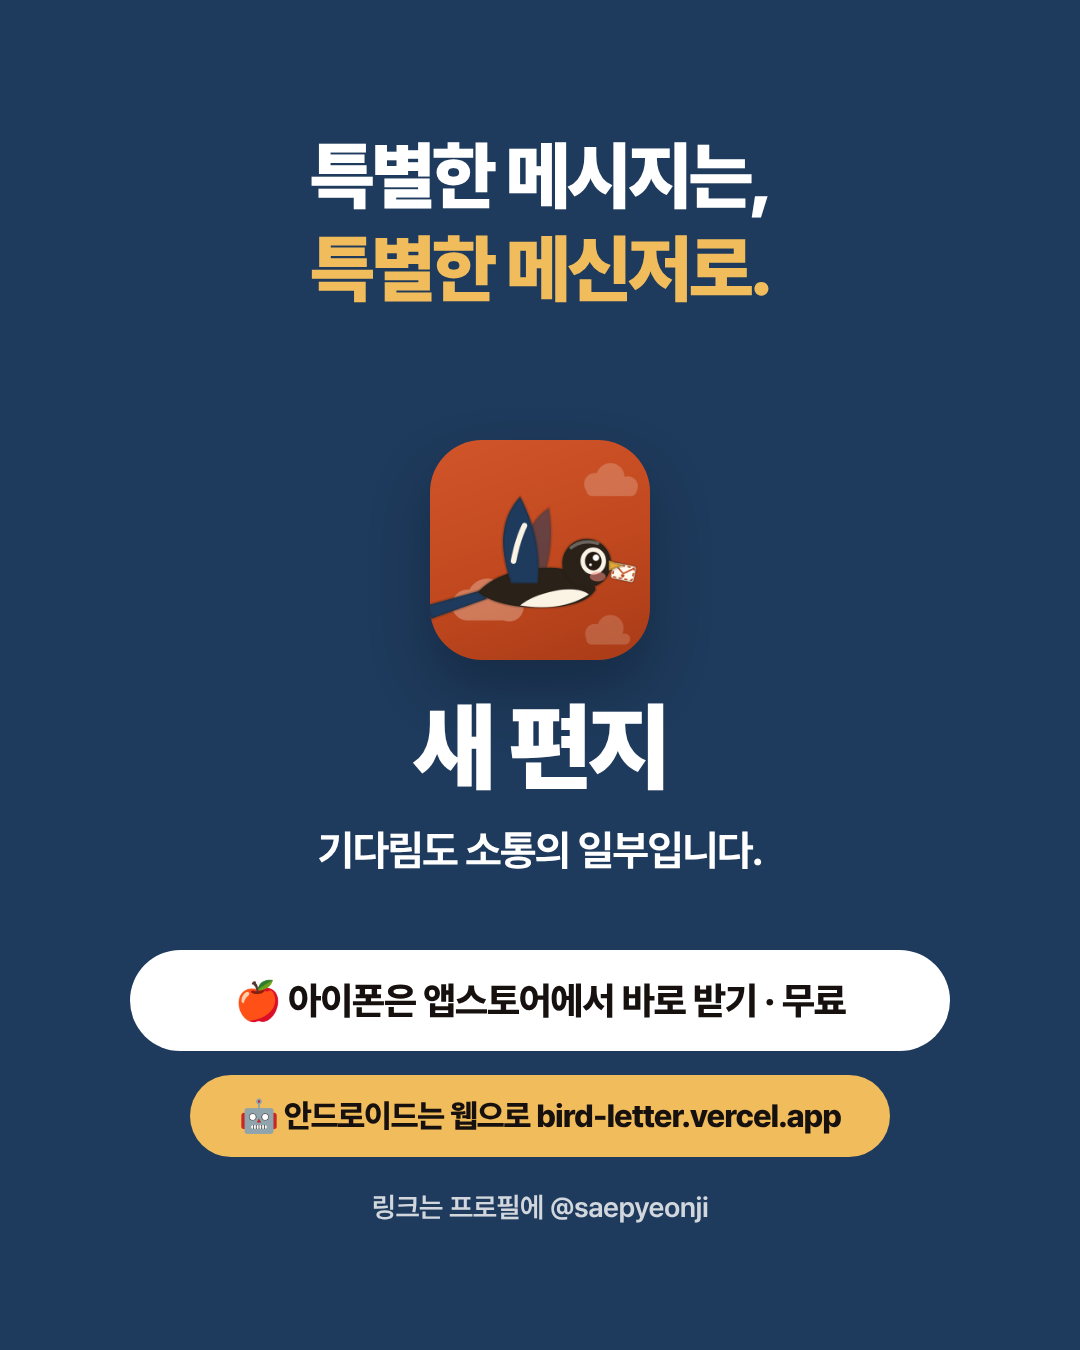 특별한 메시지는,
특별한 메신저로.
새 편지
기다림도 소통의 일부입니다.
🍎 아이폰은 앱스토어에서 바로 받기 · 무료
🤖 안드로이드는 웹으로 bird-letter.vercel.app
링크는 프로필에 @saepyeonji